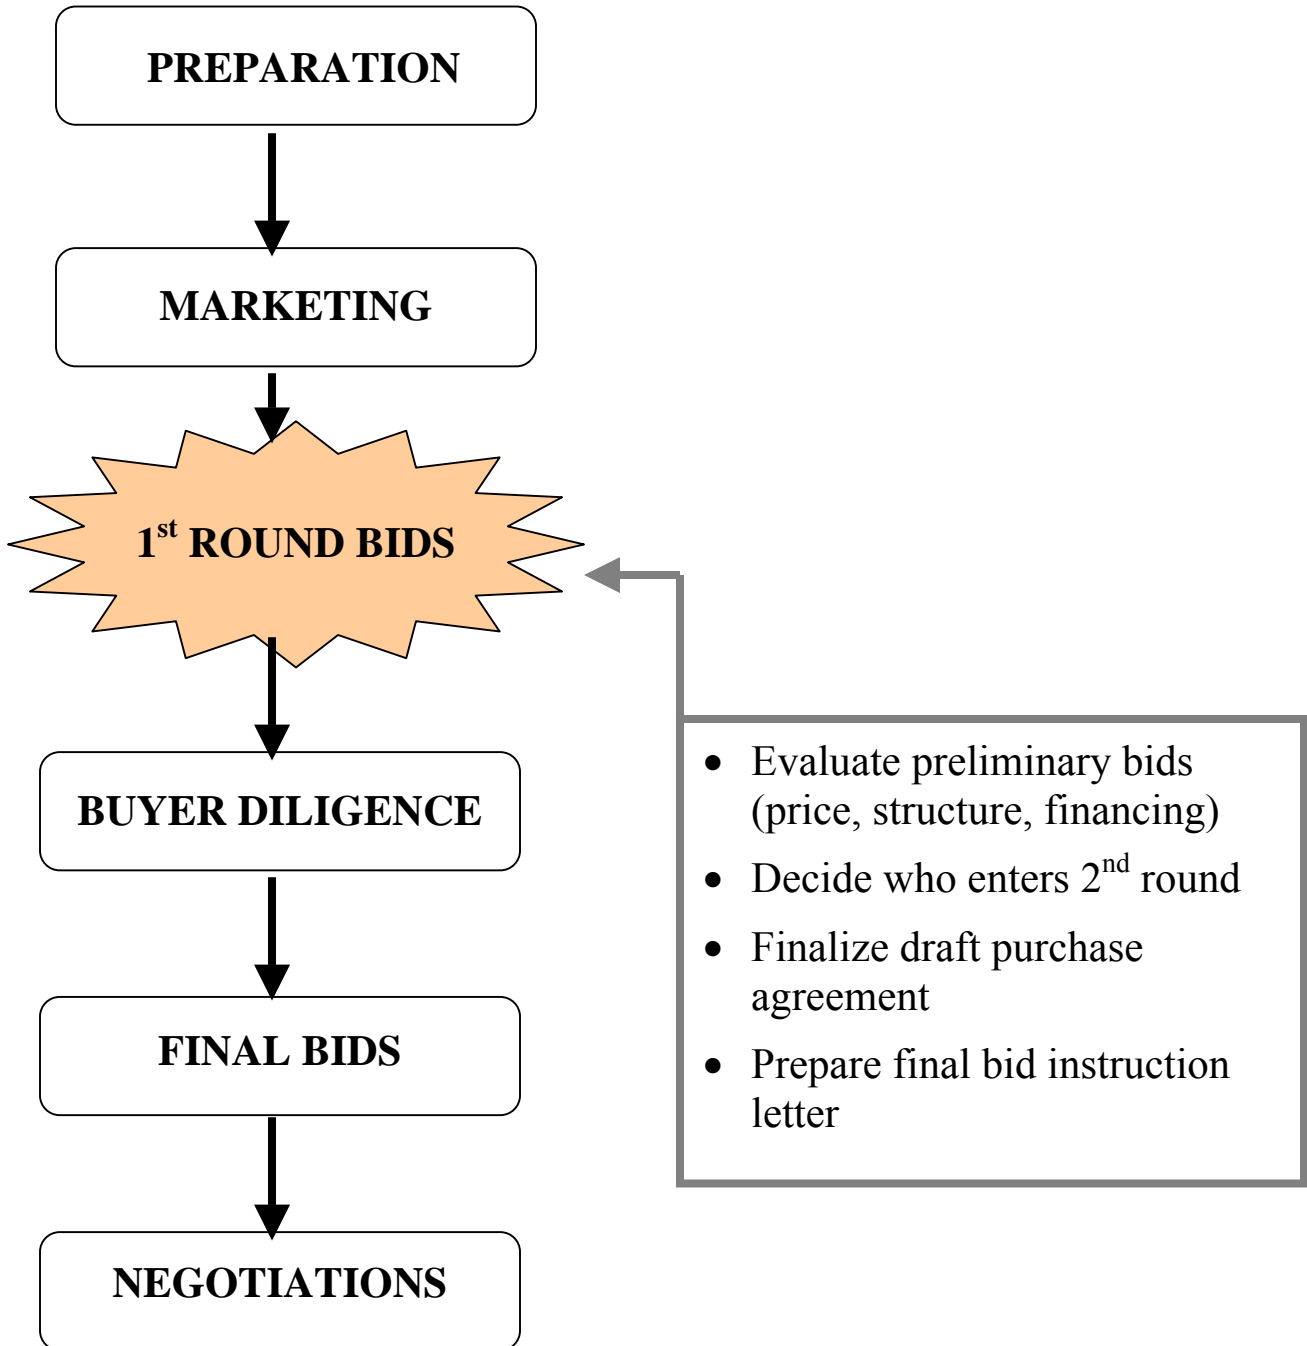 PREPARATION
MARKETING
1st ROUND BIDS
BUYER DILIGENCE
FINAL BIDS
NEGOTIATIONS
• Evaluate preliminary bids
(price, structure, financing)
• Decide who enters 2nd round
• Finalize draft purchase
agreement
• Prepare final bid instruction
letter